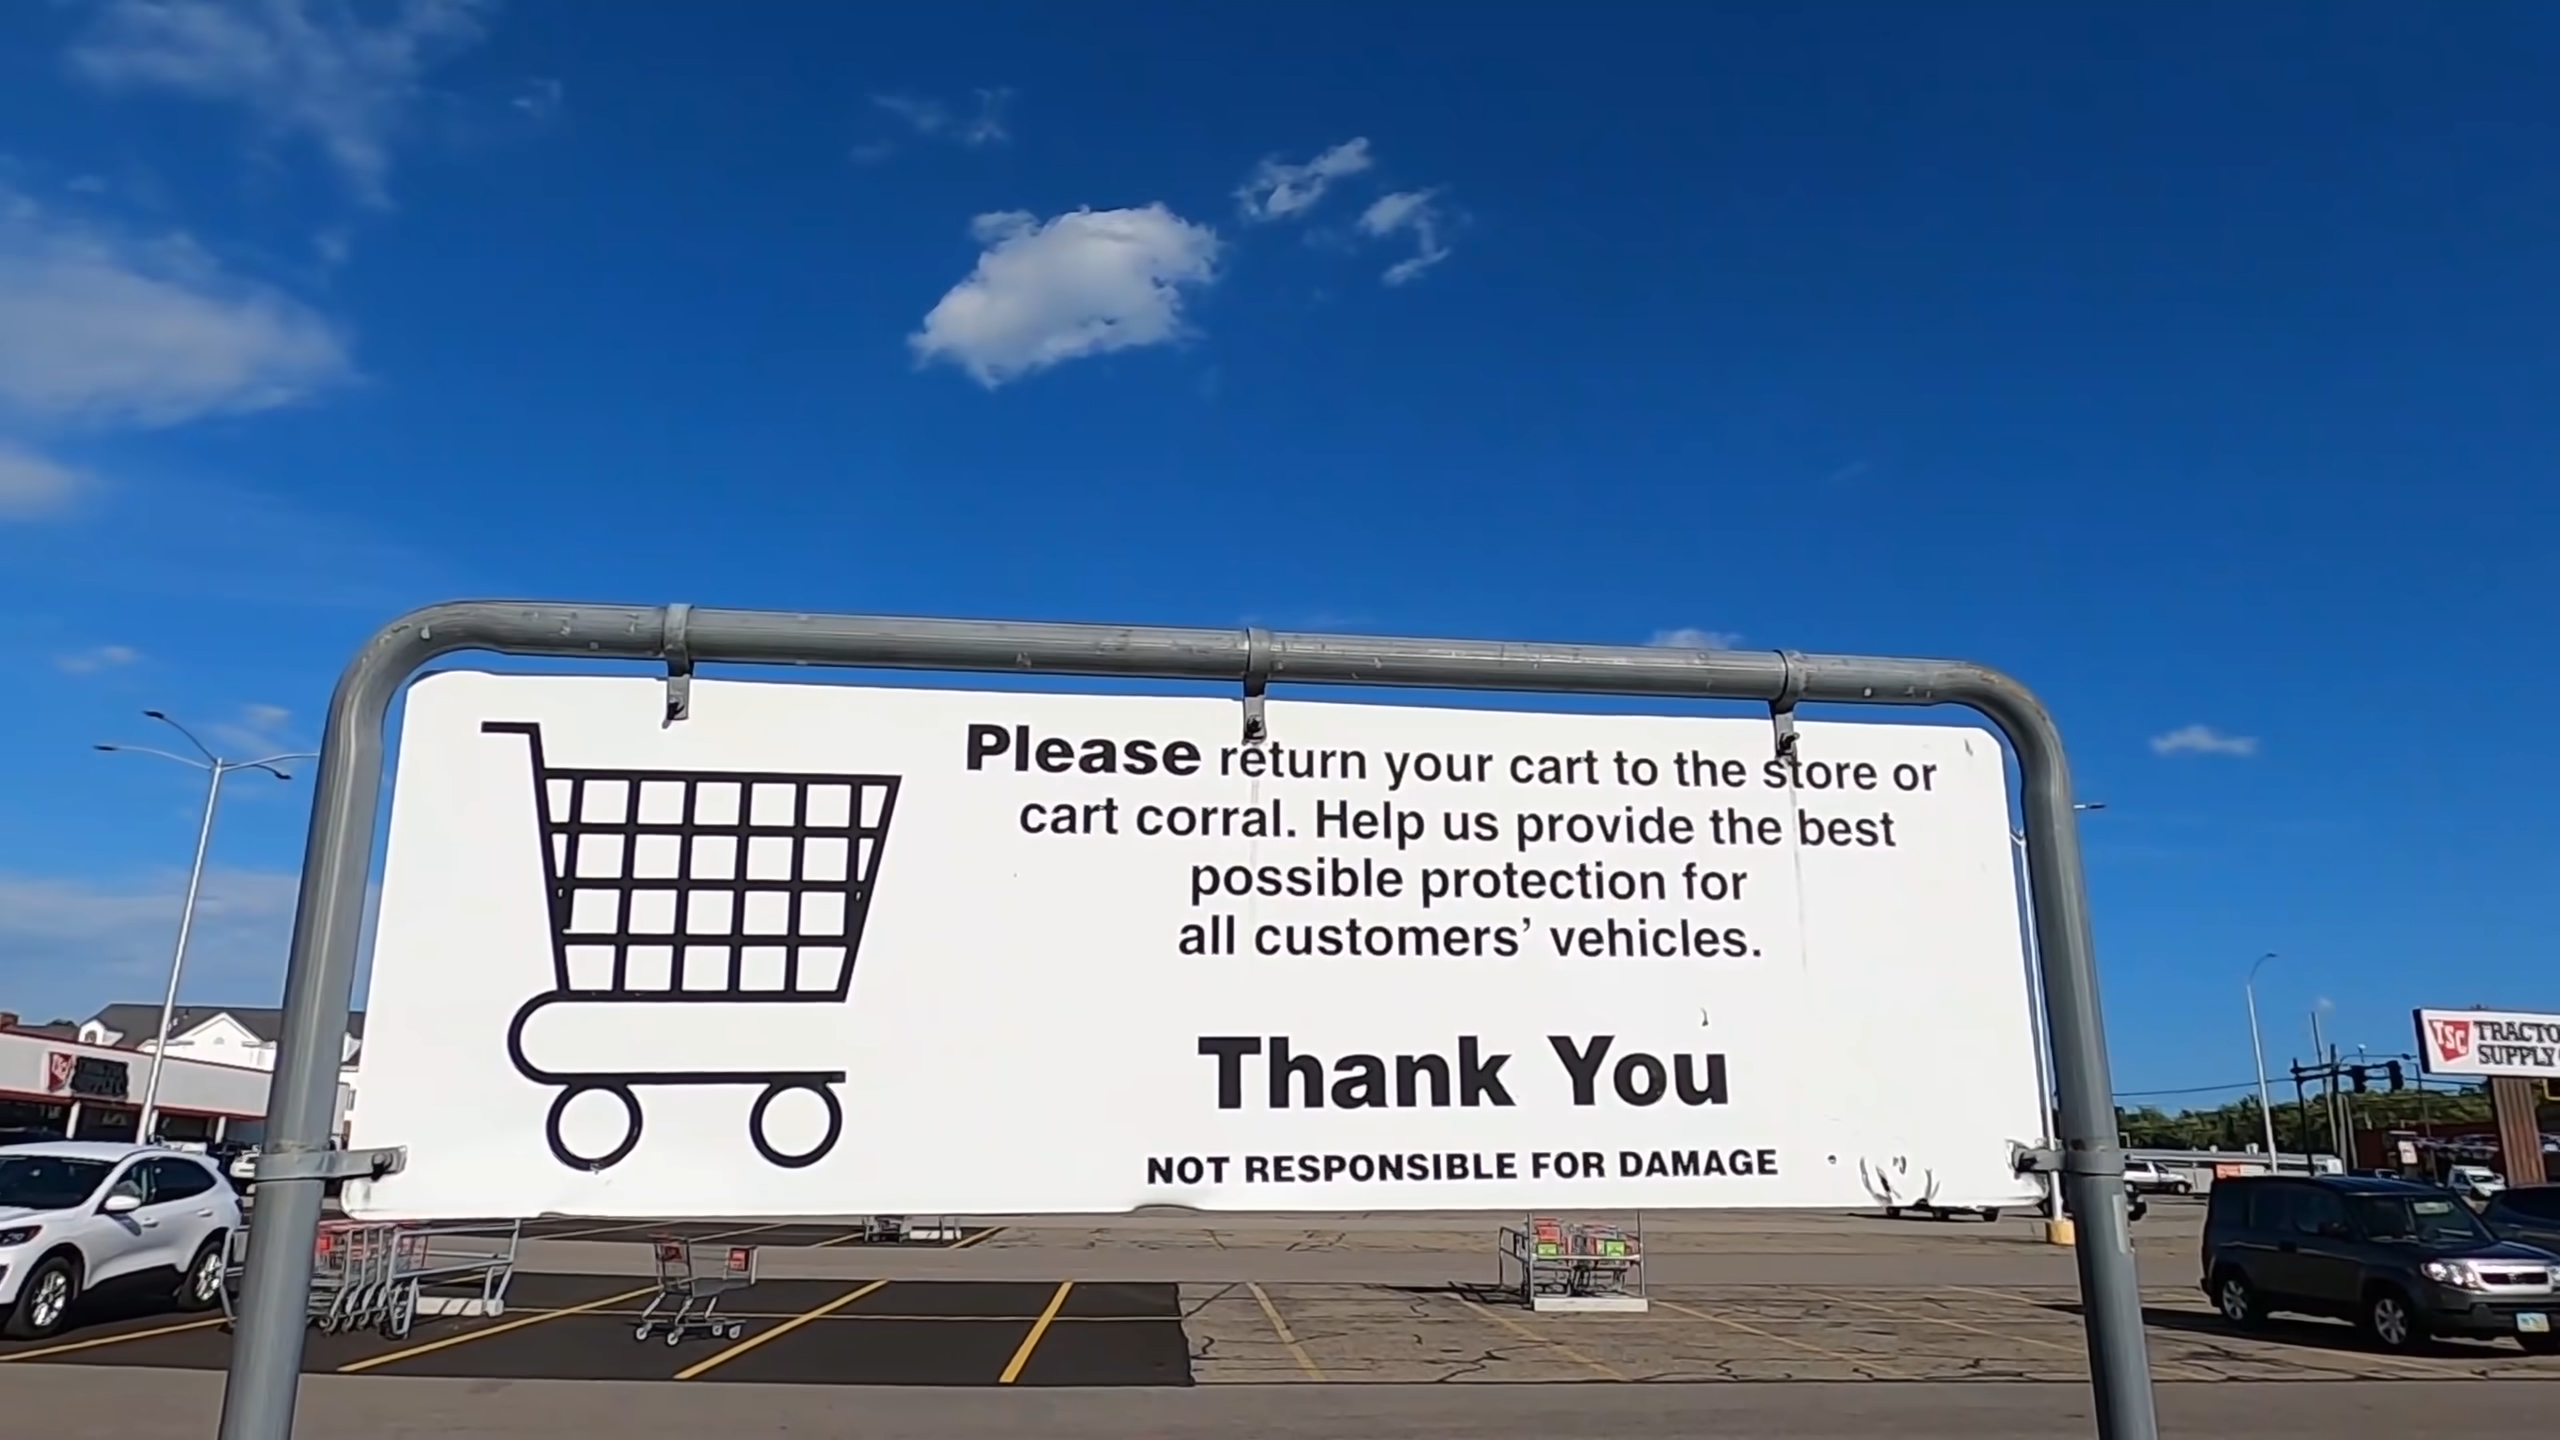 Please return your cart to the store or
cart corral. Help us provide the best
possible protection for
all customers’ vehicles.
Thank You
NOT RESPONSIBLE FOR DAMAGE
TSC TRACTO
SUPPLY